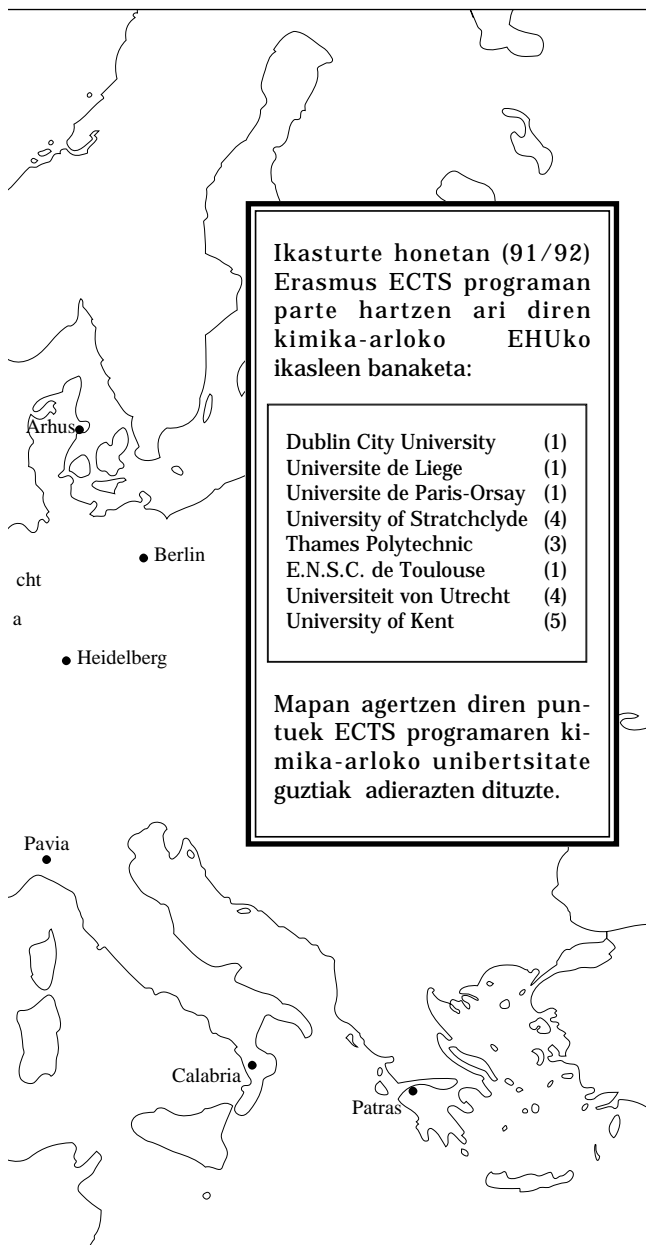 Ikasturte honetan (91/92)
Erasmus ECTS programan
parte hartzen ari diren
kimika-arloko EHUko
ikasleen banaketa:
Dublin City University (1)
Universite de Liege (1)
Universite de Paris-Orsay (1)
University of Stratchclyde (4)
Thames Polytechnic (3)
E.N.S.C. de Toulouse (1)
Universiteit von Utrecht (4)
University of Kent (5)
Mapan agertzen diren pun-
tuek ECTS programaren ki-
mika-arloko unibertsitate
guztiak adierazten dituzte.
Arhus
Berlin
cht
a
Heidelberg
Pavia
Calabria
Patras